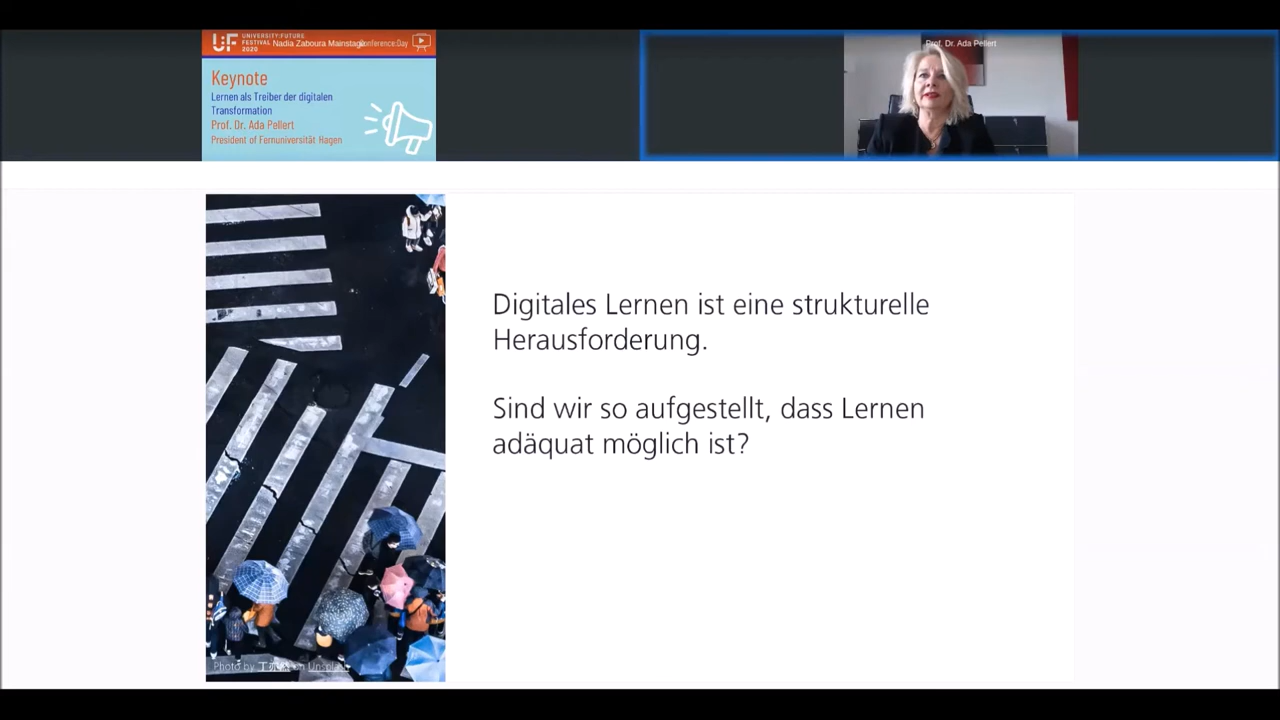 UNIVERSITY:FUTURE
FESTIVAL
2020
Nadia Zaboura Mainstage
Conference:Day
Keynote
Lernen als Treiber der digitalen
Transformation
Prof. Dr. Ada Pellert
President of Fernuniversität Hagen
Prof. Dr. Ada Pellert
Digitales Lernen ist eine strukturelle
Herausforderung.
Sind wir so aufgestellt, dass Lernen
adäquat möglich ist?
Photo by on Unsplash